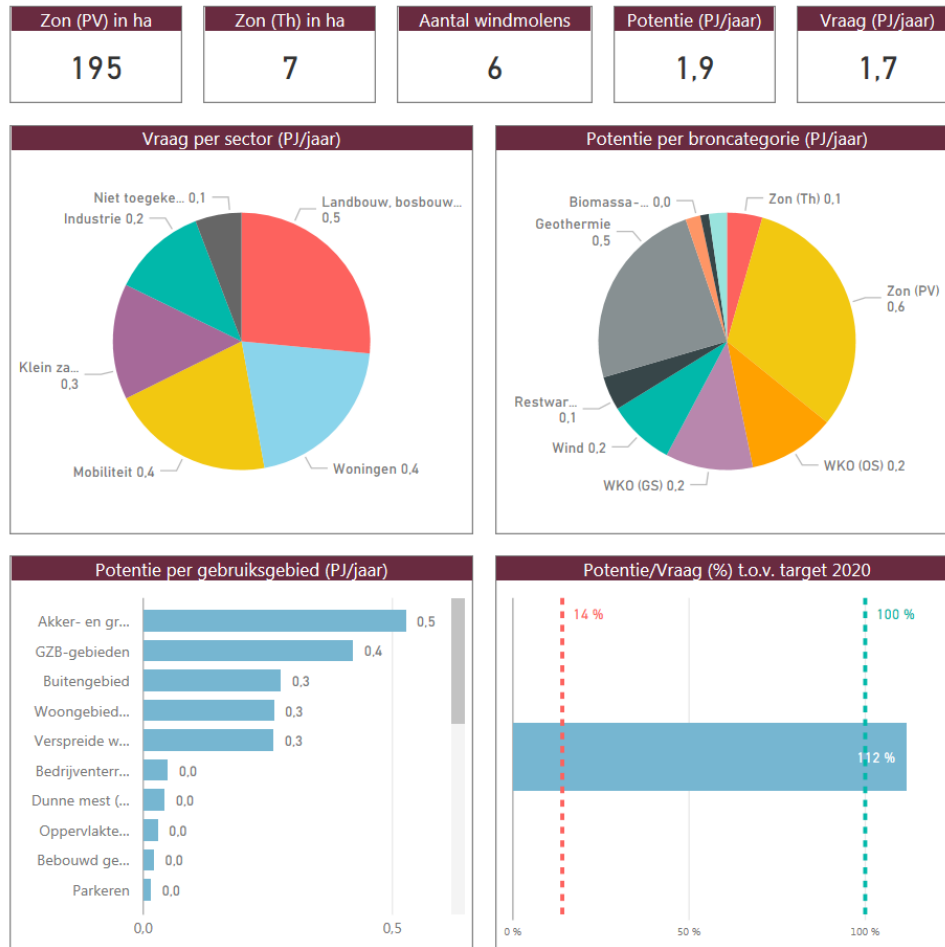 Zon (PV) in ha
195
Zon (Th) in ha
7
Aantal windmolens
6
Potentie (PJ/jaar)
1,9
Vraag (PJ/jaar)
1,7
Vraag per sector (PJ/jaar)
Niet toegeke... 0,1
Industrie 0,2
Klein za...
0,3
Mobiliteit 0,4
Woningen 0,4
Landbouw, bosbouw...
0,5
Potentie per broncategorie (PJ/jaar)
Biomassa-... 0,0
Geothermie
0,5
Restwar...
0,1
Wind 0,2
WKO (GS) 0,2
WKO (OS) 0,2
Zon (PV)
0,6
Zon (Th) 0,1
Potentie per gebruiksgebied (PJ/jaar)
Akker- en gr... 0,5
GZB-gebieden 0,4
Buitengebied 0,3
Woongebied... 0,3
Verspreide w... 0,3
Bedrijventerr... 0,0
Dunne mest (... 0,0
Oppervlakte... 0,0
Bebouwd ge... 0,0
Parkeren 0,0
0,0 0,5
Potentie/Vraag (%) t.o.v. target 2020
14 % 100 %
112 %
0 % 50 % 100 %